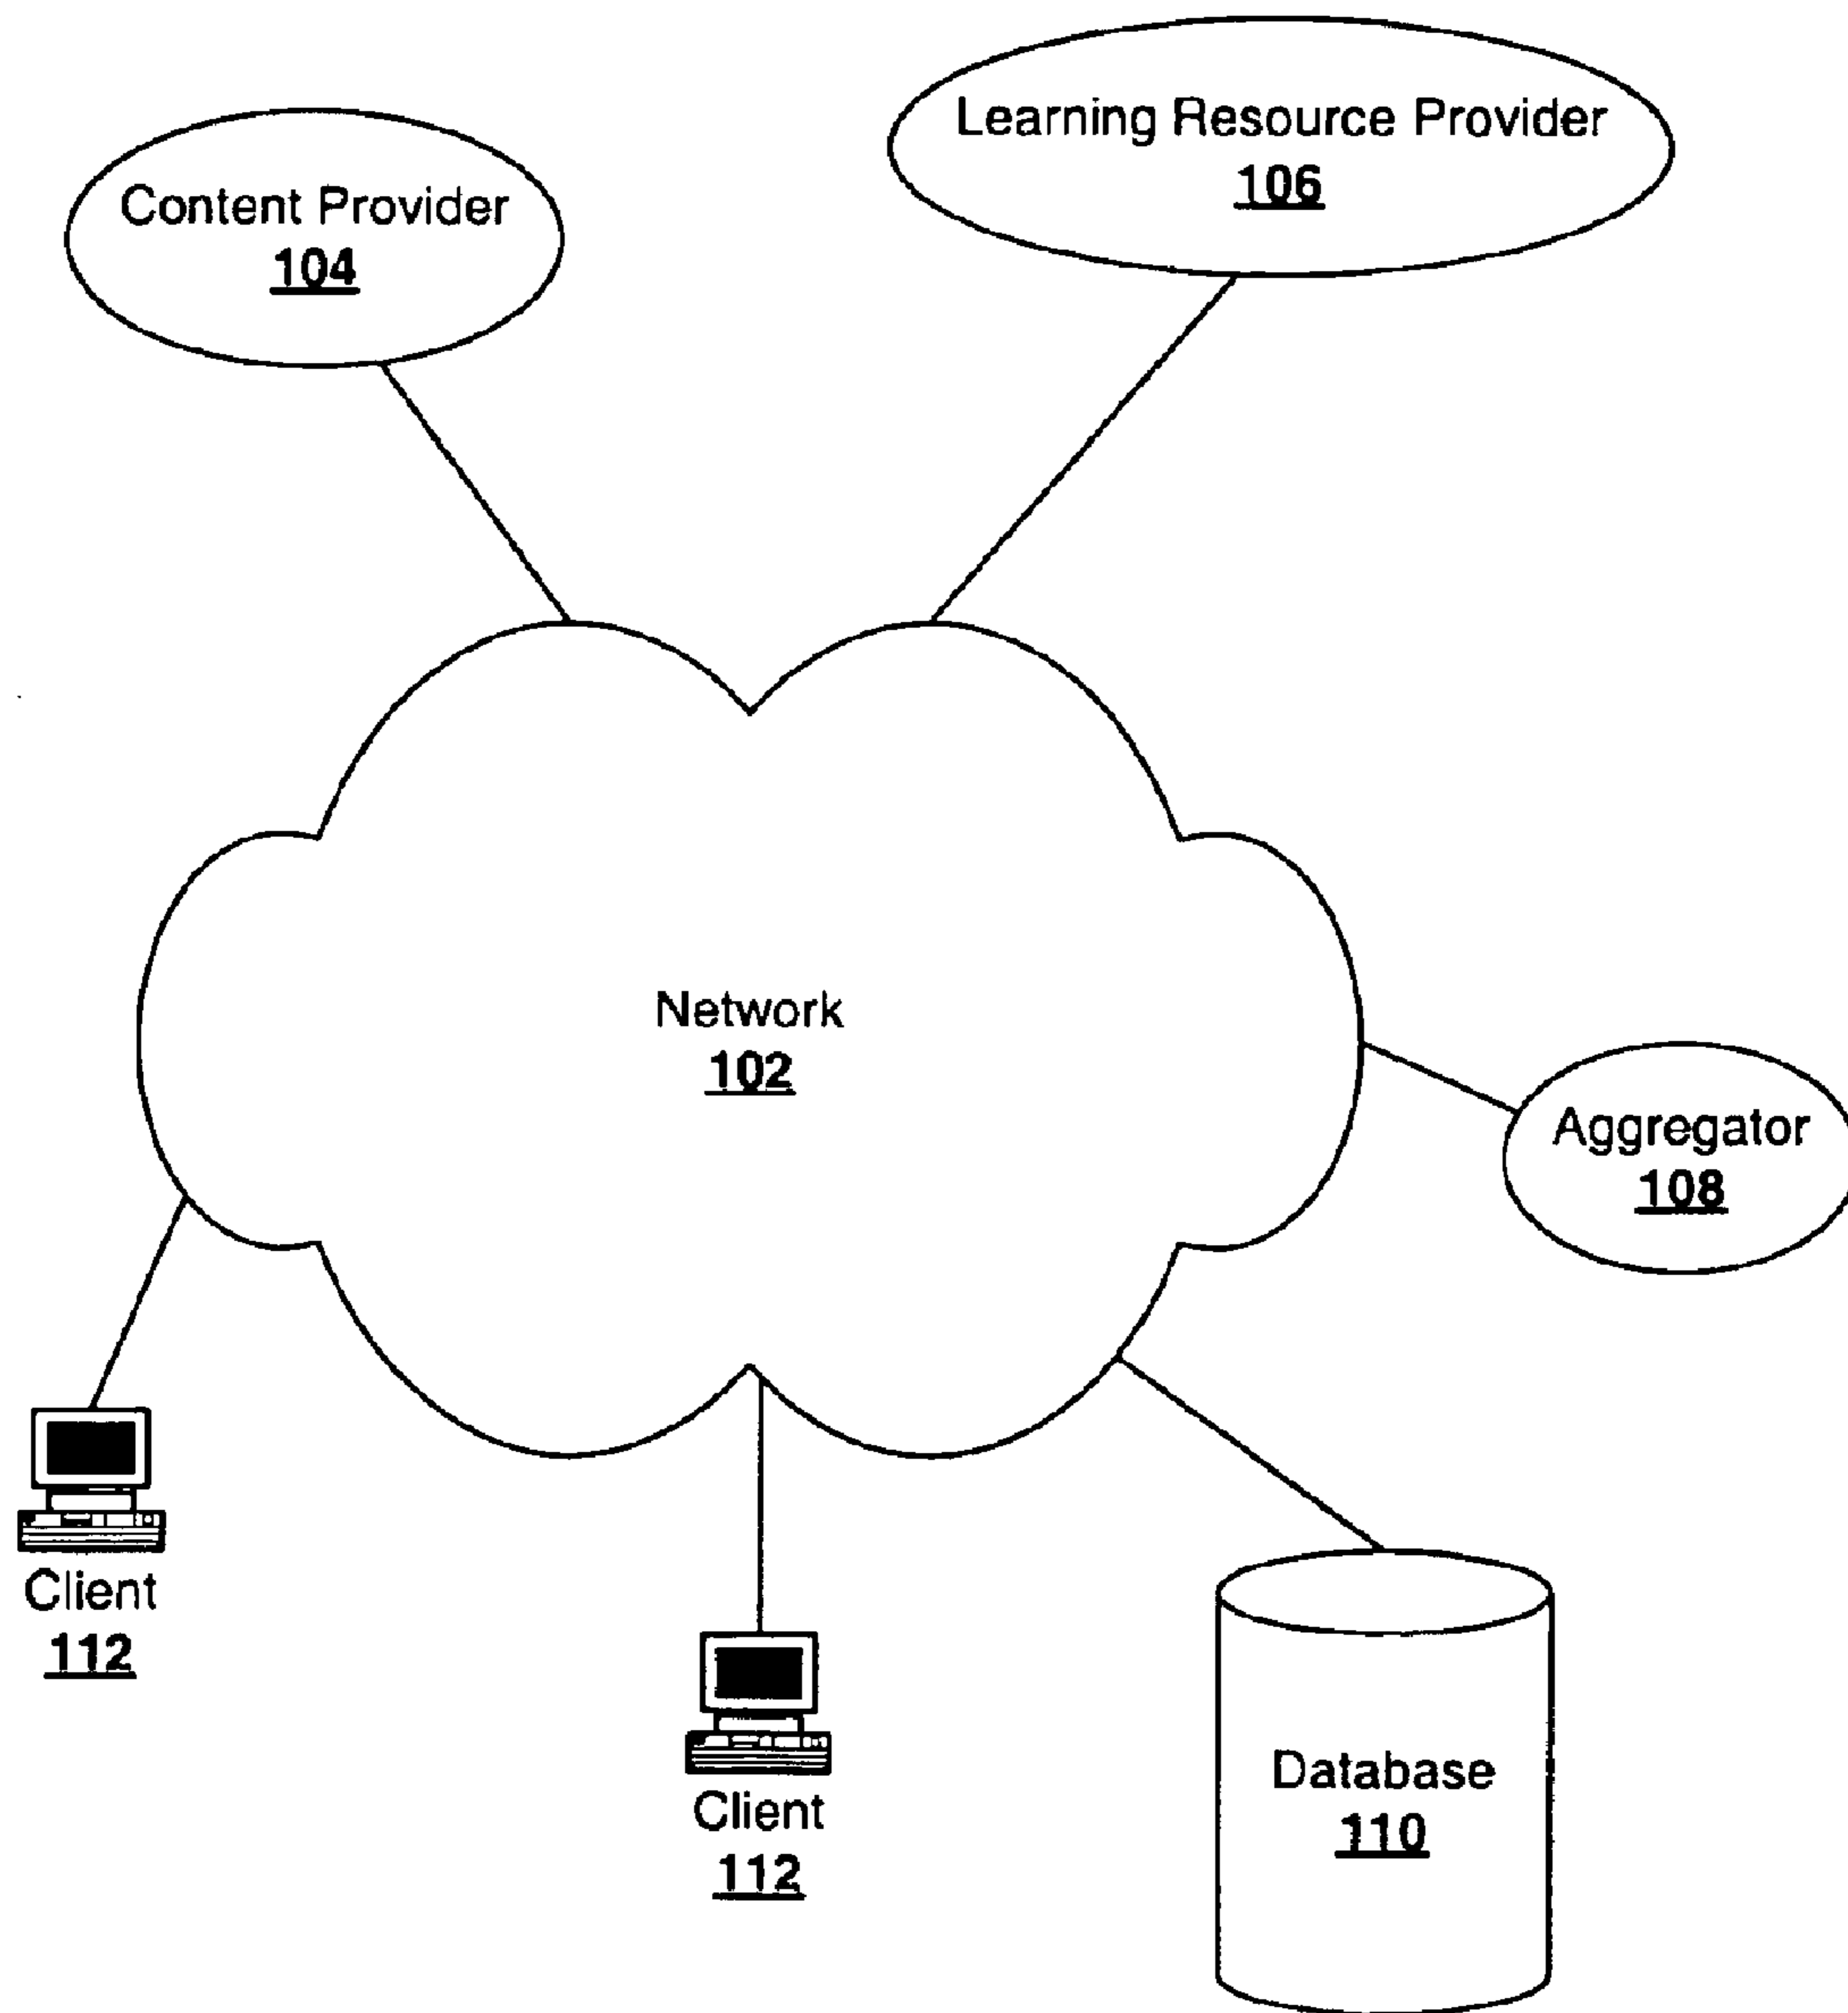 Learning Resource Provider
106
Content Provider
104
Network
102
Aggregator
108
Client
112
Client
112
Database
110